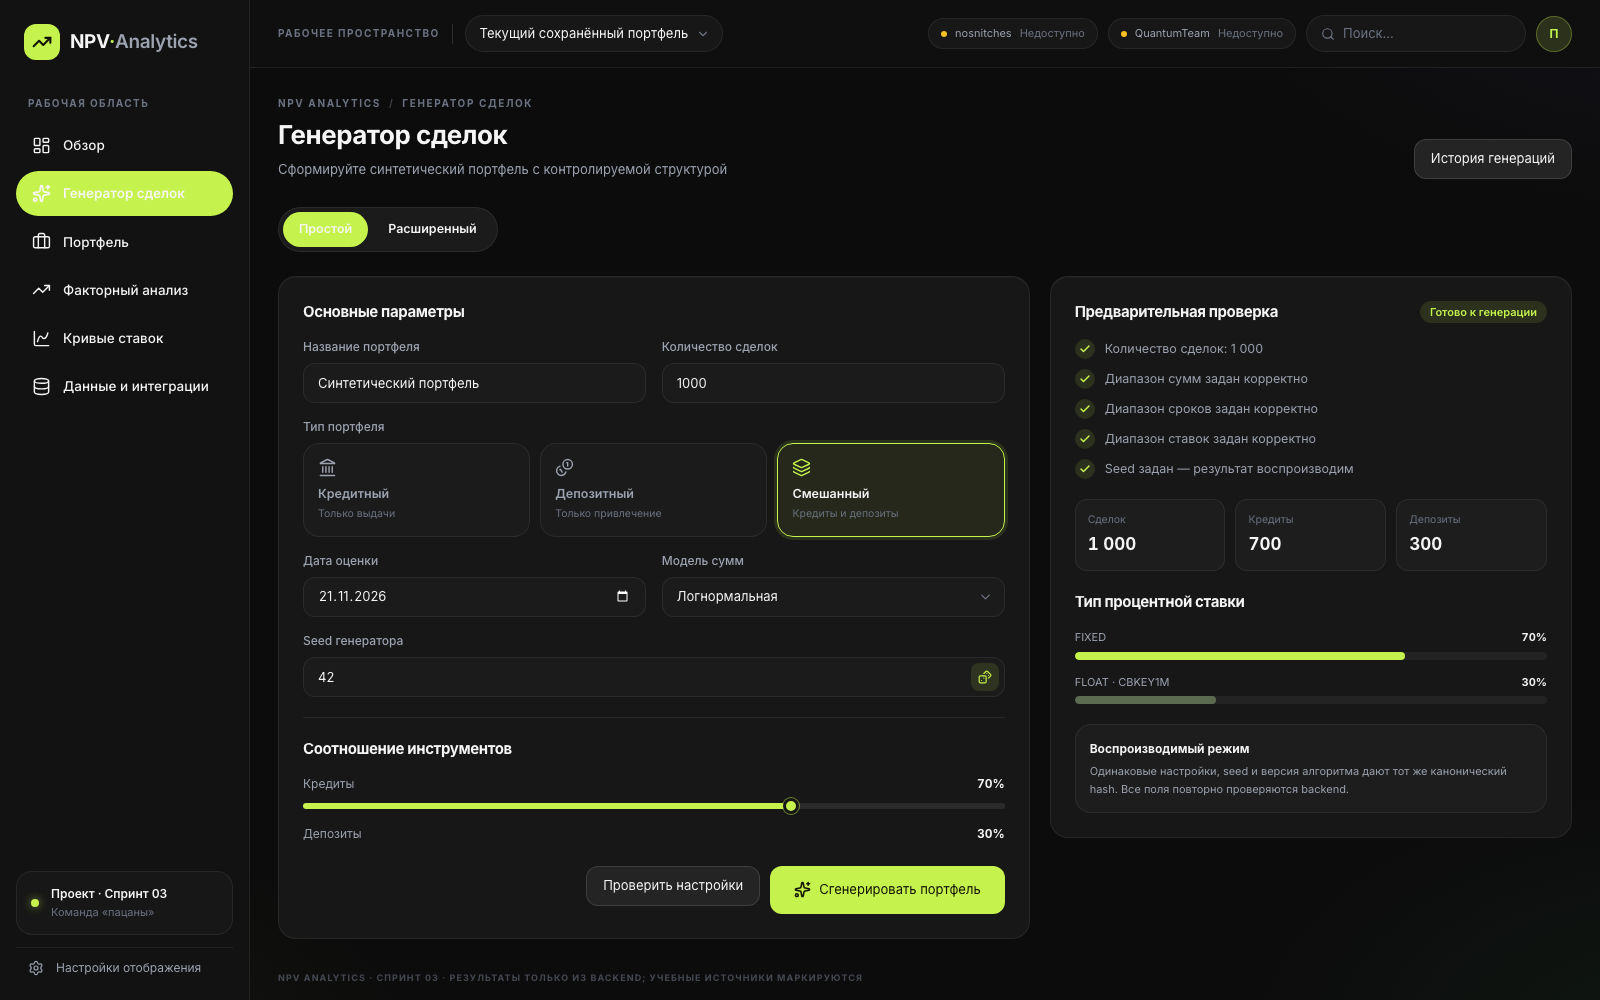 NPV·Analytics
РАБОЧАЯ ОБЛАСТЬ
Обзор
Генератор сделок
Портфель
Факторный анализ
Кривые ставок
Данные и интеграции
Проект · Спринт 03
Команда «пацаны»
Настройки отображения
РАБОЧЕЕ ПРОСТРАНСТВО
Текущий сохранённый портфель
nosnitches Недоступно
QuantumTeam Недоступно
Поиск...
П
NPV ANALYTICS / ГЕНЕРАТОР СДЕЛОК
Генератор сделок
Сформируйте синтетический портфель с контролируемой структурой
История генераций
Простой
Расширенный
Основные параметры
Название портфеля
Количество сделок
Синтетический портфель
1000
Тип портфеля
Кредитный
Только выдачи
Депозитный
Только привлечение
Смешанный
Кредиты и депозиты
Дата оценки
Модель сумм
21.11.2026
Логнормальная
Seed генератора
42
Соотношение инструментов
Кредиты 70%
Депозиты 30%
Проверить настройки
Сгенерировать портфель
Предварительная проверка
Готово к генерации
Количество сделок: 1 000
Диапазон сумм задан корректно
Диапазон сроков задан корректно
Диапазон ставок задан корректно
Seed задан — результат воспроизводим
Сделок
1 000
Кредиты
700
Депозиты
300
Тип процентной ставки
FIXED 70%
FLOAT · CBKEY1M 30%
Воспроизводимый режим
Одинаковые настройки, seed и версия алгоритма дают тот же канонический
hash. Все поля повторно проверяются backend.
NPV ANALYTICS · СПРИНТ 03 · РЕЗУЛЬТАТЫ ТОЛЬКО ИЗ BACKEND; УЧЕБНЫЕ ИСТОЧНИКИ МАРКИРУЮТСЯ